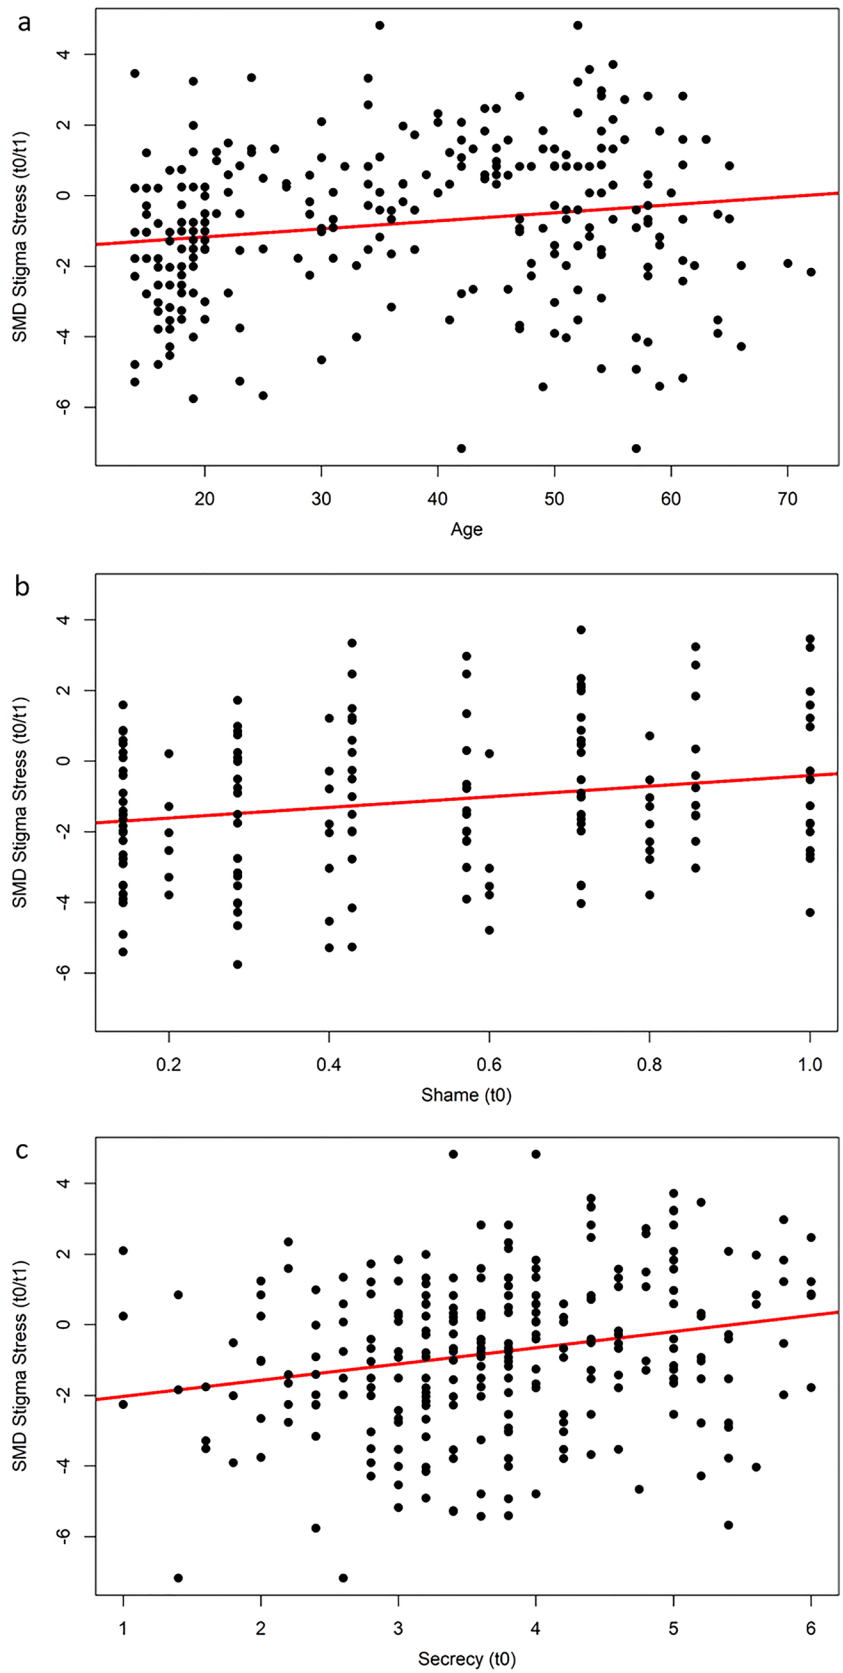 a
SMD Stigma Stress (t0/t1)
4
2
0
-2
-4
-6
20 30 40 50 60 70
Age
b
SMD Stigma Stress (t0/t1)
4
2
0
-2
-4
-6
0.2 0.4 0.6 0.8 1.0
Shame (t0)
c
SMD Stigma Stress (t0/t1)
4
2
0
-2
-4
-6
1 2 3 4 5 6
Secrecy (t0)